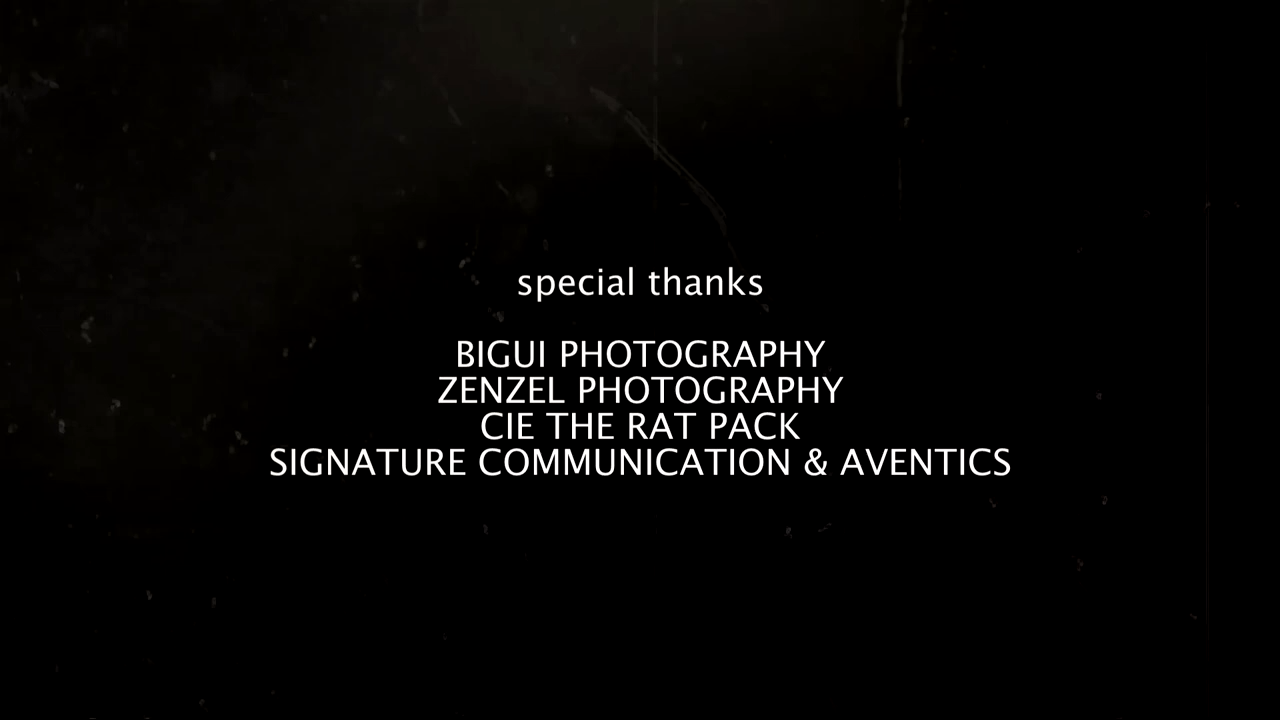 special thanks
BIGUI PHOTOGRAPHY
ZENZEL PHOTOGRAPHY
CIE THE RAT PACK
SIGNATURE COMMUNICATION & AVENTICS